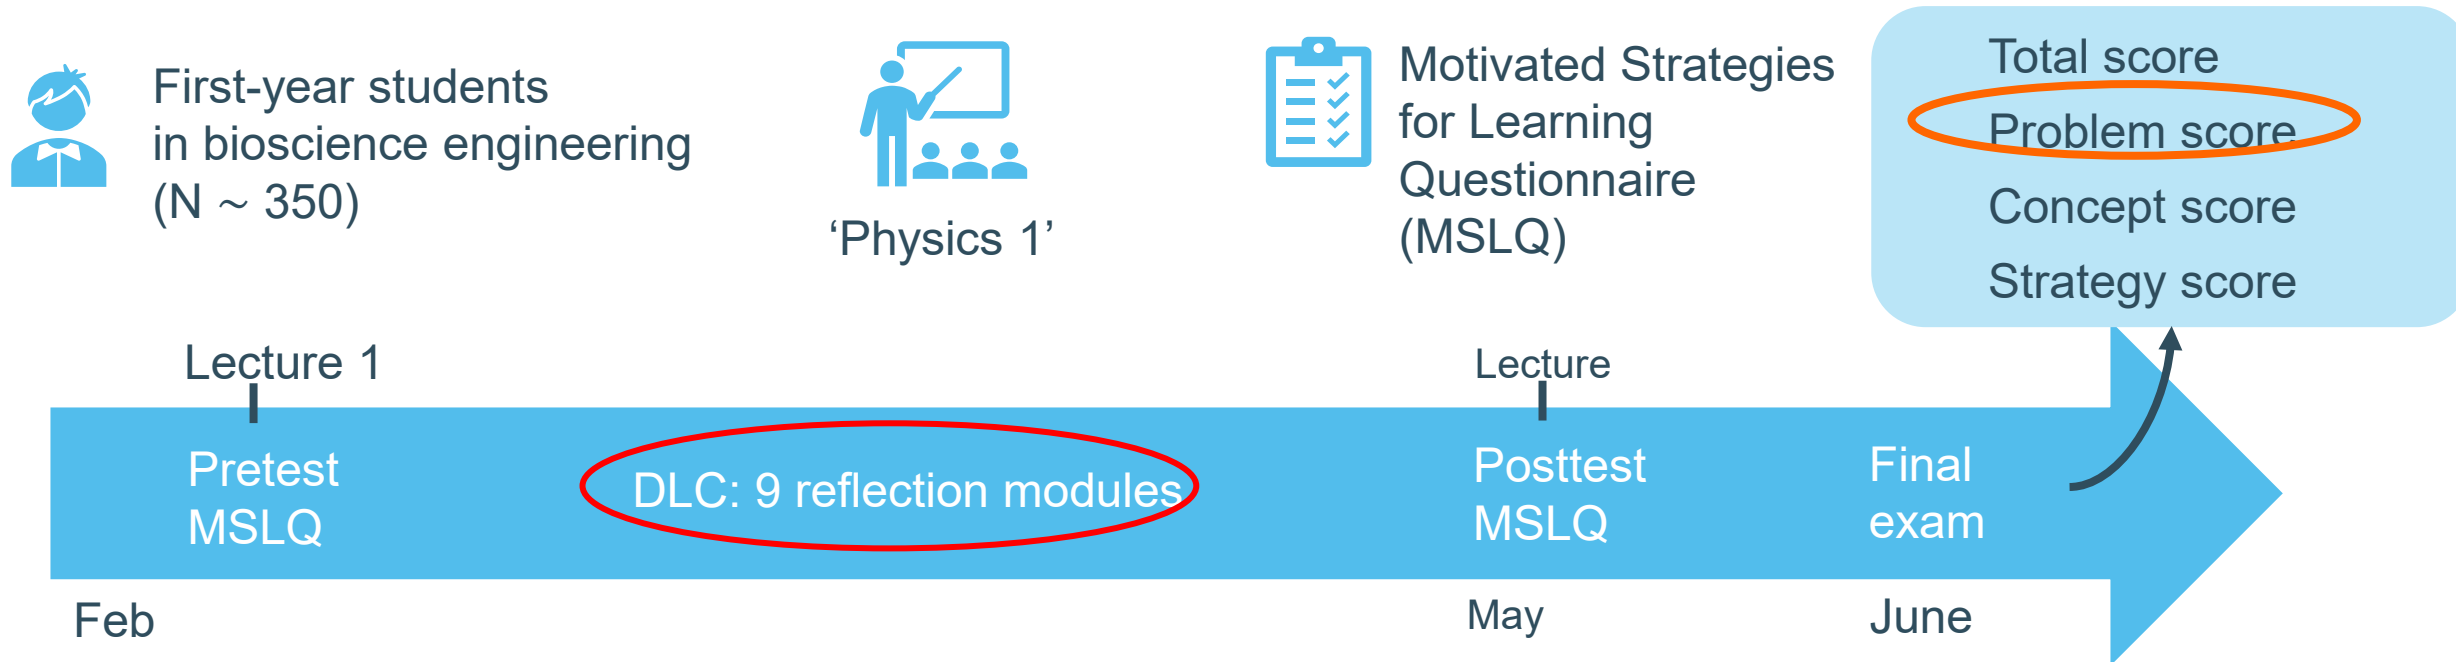 First-year students
in bioscience engineering
(N ~ 350)
‘Physics 1’
Motivated Strategies
for Learning
Questionnaire
(MSLQ)
Total score
Problem score
Concept score
Strategy score
Lecture 1
Lecture
Pretest
MSLQ
DLC: 9 reflection modules
Posttest
MSLQ
Final
exam
Feb
May
June